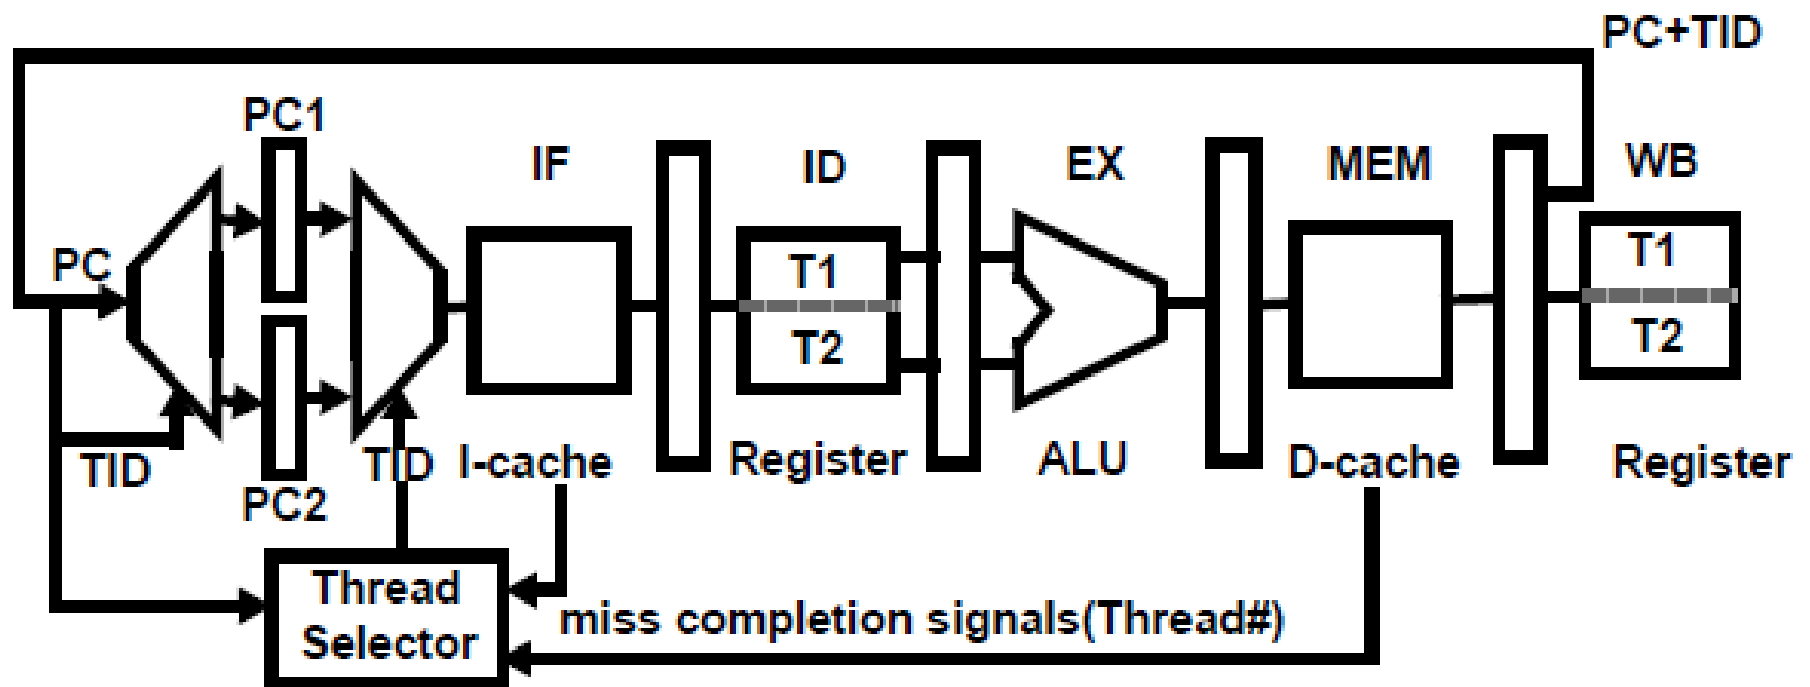 PC+TID
PC1
IF
ID
EX
MEM
WB
PC
T1
T2
T1
T2
TID
PC2
TID
I-cache
Register
ALU
D-cache
Register
Thread
Selector
miss completion signals(Thread#)